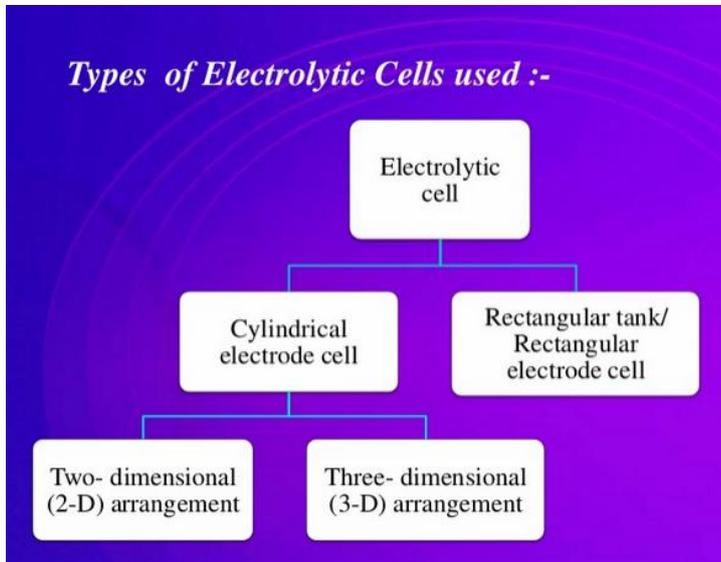 Types of Electrolytic Cells used :-
Electrolytic
cell
Cylindrical
electrode cell
Rectangular tank/
Rectangular
electrode cell
Two- dimensional
(2-D) arrangement
Three- dimensional
(3-D) arrangement